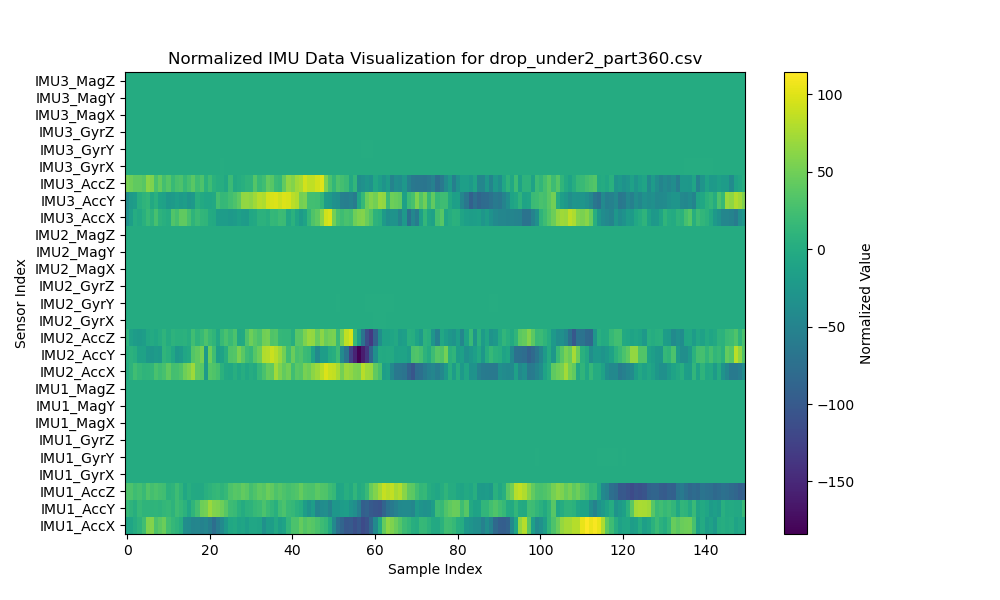 Normalized IMU Data Visualization for drop_under2_part360.csv
Sensor Index
IMU3_MagZ
IMU3_MagY
IMU3_MagX
IMU3_GyrZ
IMU3_GyrY
IMU3_GyrX
IMU3_AccZ
IMU3_AccY
IMU3_AccX
IMU2_MagZ
IMU2_MagY
IMU2_MagX
IMU2_GyrZ
IMU2_GyrY
IMU2_GyrX
IMU2_AccZ
IMU2_AccY
IMU2_AccX
IMU1_MagZ
IMU1_MagY
IMU1_MagX
IMU1_GyrZ
IMU1_GyrY
IMU1_GyrX
IMU1_AccZ
IMU1_AccY
IMU1_AccX
0 20 40 60 80 100 120 140
Sample Index
100
50
0
−50
−100
−150
Normalized Value